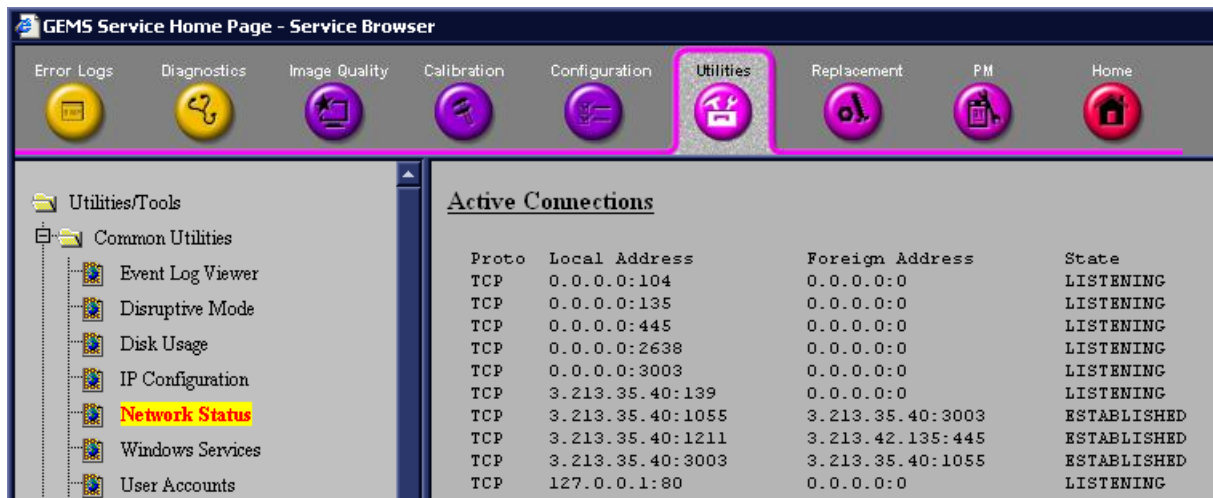 GEMS Service Home Page - Service Browser
Error Logs Diagnostics Image Quality Calibration Configuration Utilities Replacement PM Home
Utilities/Tools
Common Utilities
Event Log Viewer
Disruptive Mode
Disk Usage
IP Configuration
Network Status
Windows Services
User Accounts
Active Connections
Proto Local Address Foreign Address State
TCP 0.0.0.0:104 0.0.0.0:0 LISTENING
TCP 0.0.0.0:135 0.0.0.0:0 LISTENING
TCP 0.0.0.0:445 0.0.0.0:0 LISTENING
TCP 0.0.0.0:2638 0.0.0.0:0 LISTENING
TCP 0.0.0.0:3003 0.0.0.0:0 LISTENING
TCP 3.213.35.40:139 0.0.0.0:0 LISTENING
TCP 3.213.35.40:1055 3.213.35.40:3003 ESTABLISHED
TCP 3.213.35.40:1211 3.213.42.135:445 ESTABLISHED
TCP 3.213.35.40:3003 3.213.35.40:1055 ESTABLISHED
TCP 127.0.0.1:80 0.0.0.0:0 LISTENING